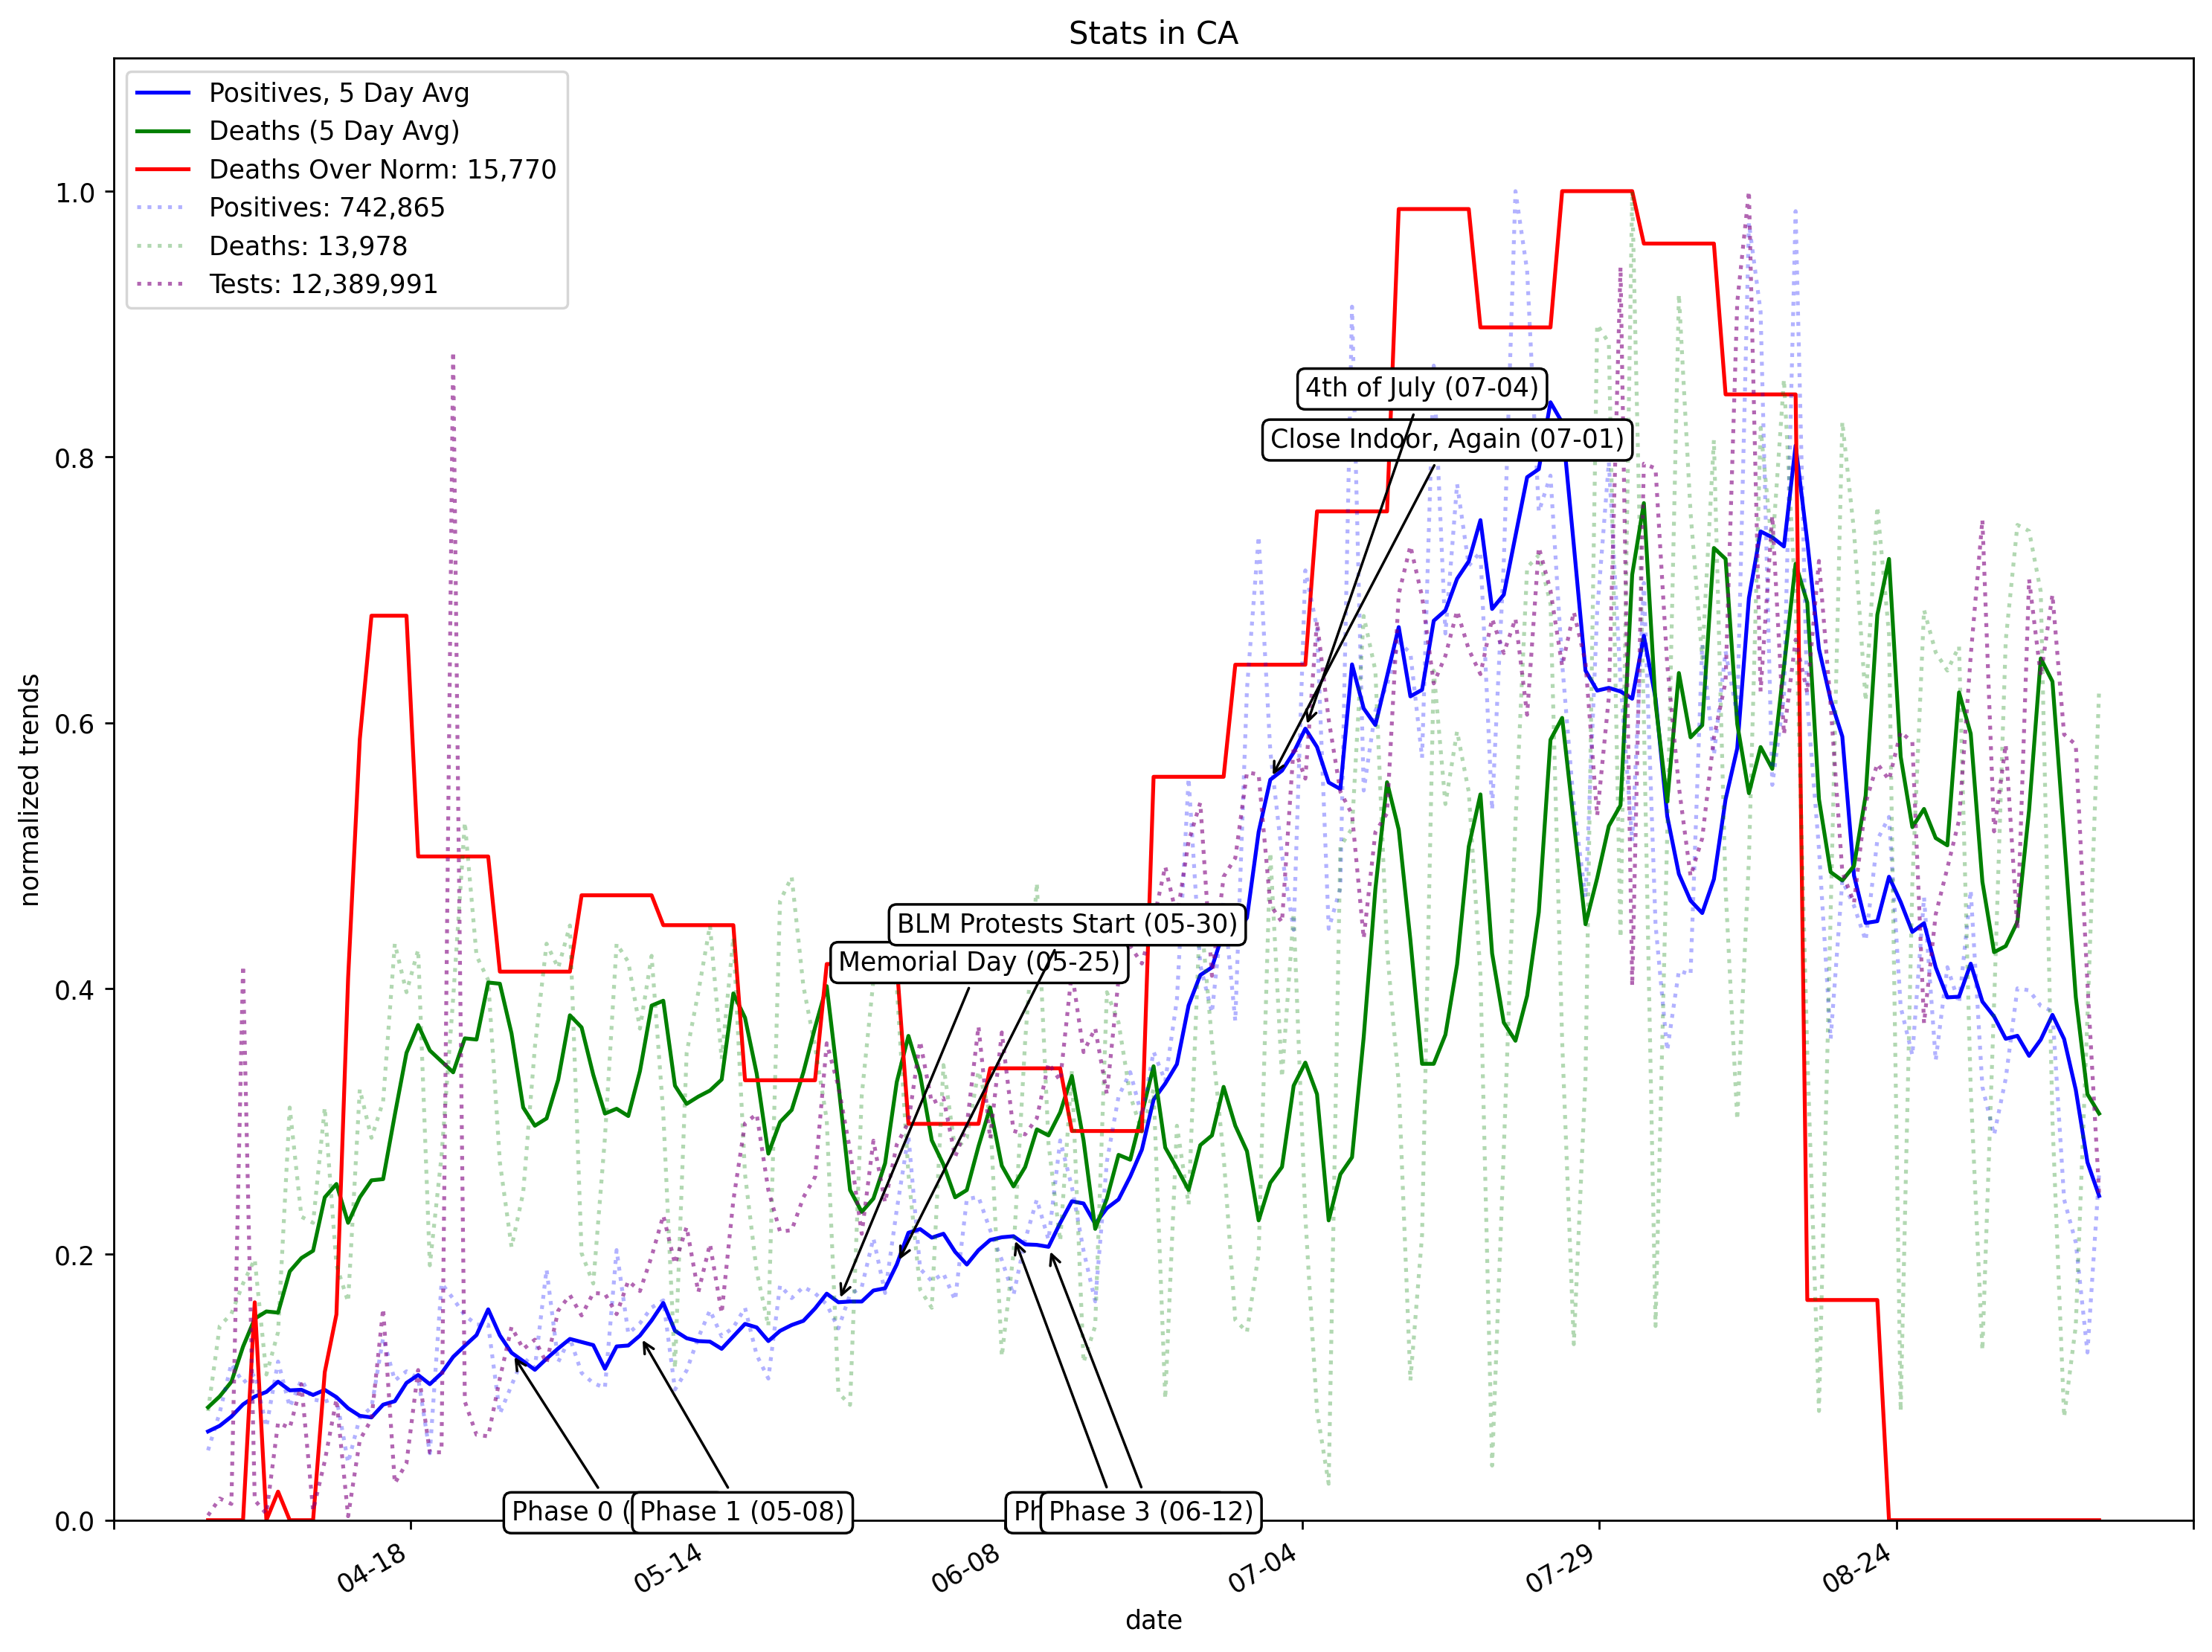 Stats in CA
Positives, 5 Day Avg
Deaths (5 Day Avg)
Deaths Over Norm: 15,770
Positives: 742,865
Deaths: 13,978
Tests: 12,389,991
1.0
0.8
0.6
0.4
0.2
0.0
normalized trends
4th of July (07-04)
Close Indoor, Again (07-01)
BLM Protests Start (05-30)
Memorial Day (05-25)
Phase 0 (
Phase 1 (05-08)
Ph
Phase 3 (06-12)
04-18
05-14
06-08
07-04
07-29
08-24
date